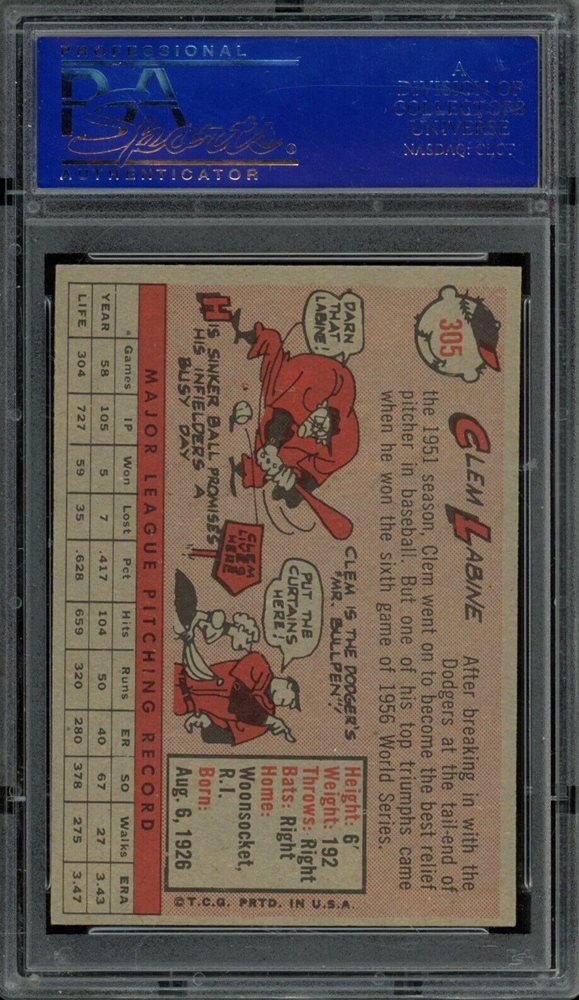 PROFESSIONAL
PSA
Sports®
AUTHENTICATOR
A
DIVISION OF
COLLECTORS
UNIVERSE
NASDAQ: CLCT
305
CLEM LABINE
After breaking in with the
Dodgers at the tail-end of
the 1951 season, Clem went on to become the best relief
pitcher in baseball. But one of his top triumphs came
when he won the sixth game of 1956 World Series.
DARN
THAT
LABINE!
HIS SINKER BALL PROMISES
HIS INFIELDERS A
BUSY DAY
CLEM IS THE DODGER'S
"MR. BULLPEN"!
CLEM
LIVES
HERE
PUT THE
CURTAINS
HERE!
Height: 6'
Weight: 192
Throws: Right
Bats: Right
Home:
Woonsocket,
R.I.
Born:
Aug. 6, 1926
©T.C.G. PRTD. IN U.S.A.
MAJOR LEAGUE PITCHING RECORD
Games IP Won Lost Pct Hits Runs ER SO Walks ERA
YEAR 58 105 5 7 .417 104 50 40 67 27 3.43
LIFE 304 727 59 35 .628 659 320 280 378 275 3.47